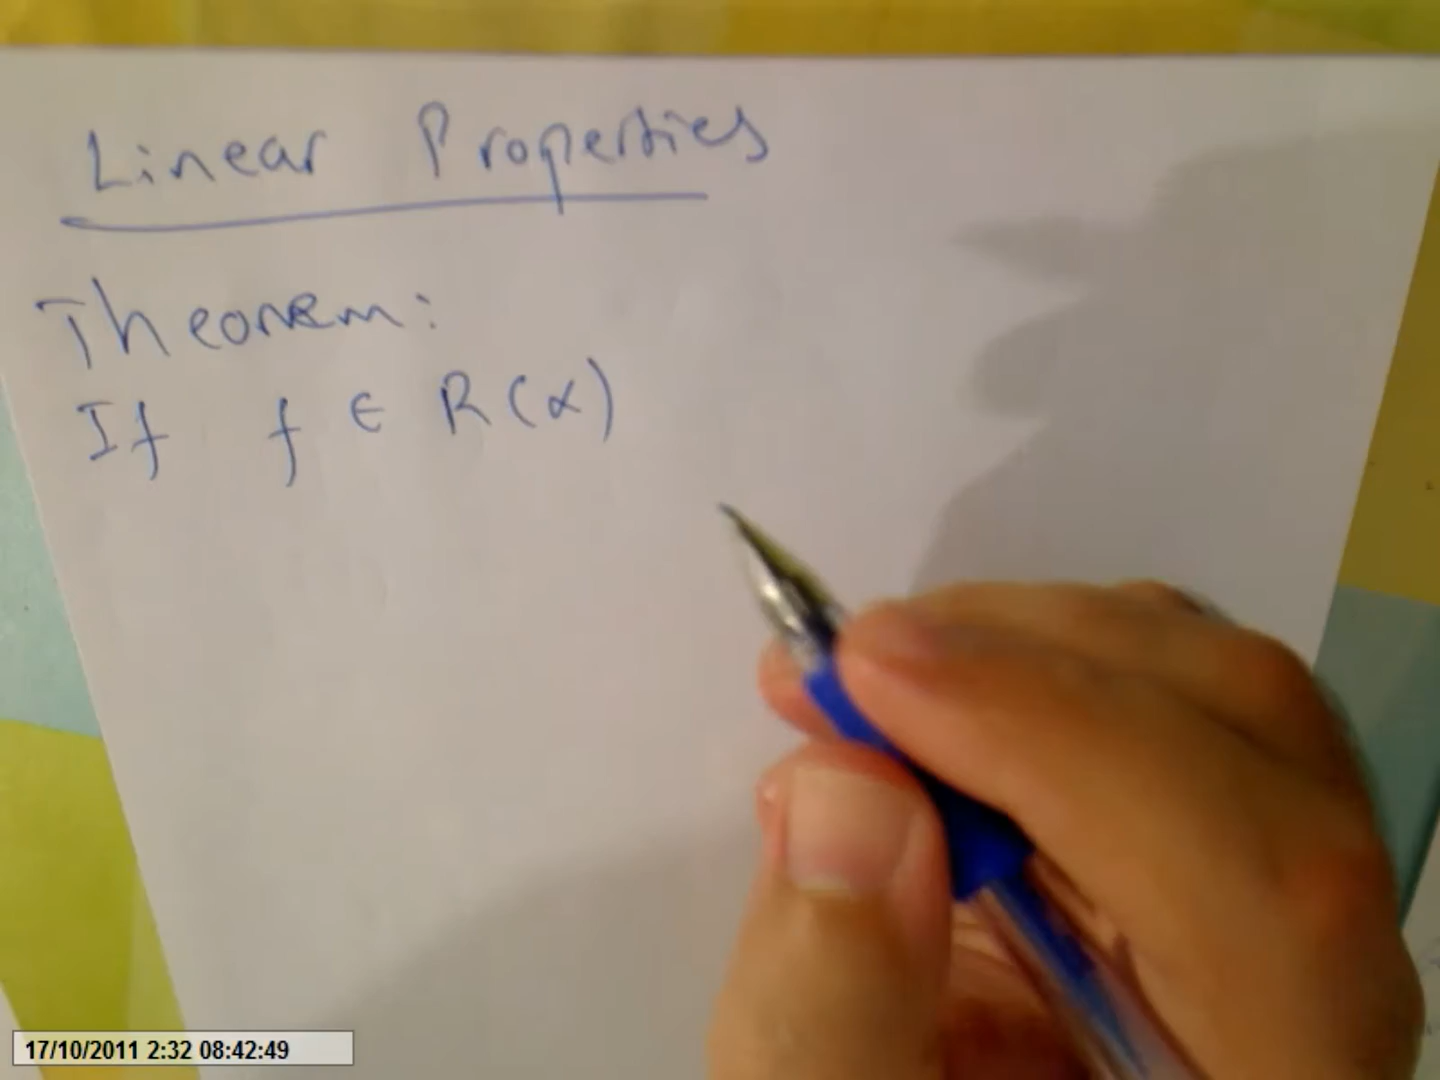 Linear Properties
Theorem:
If f ∈ R(α)
17/10/2011 2:32 08:42:49